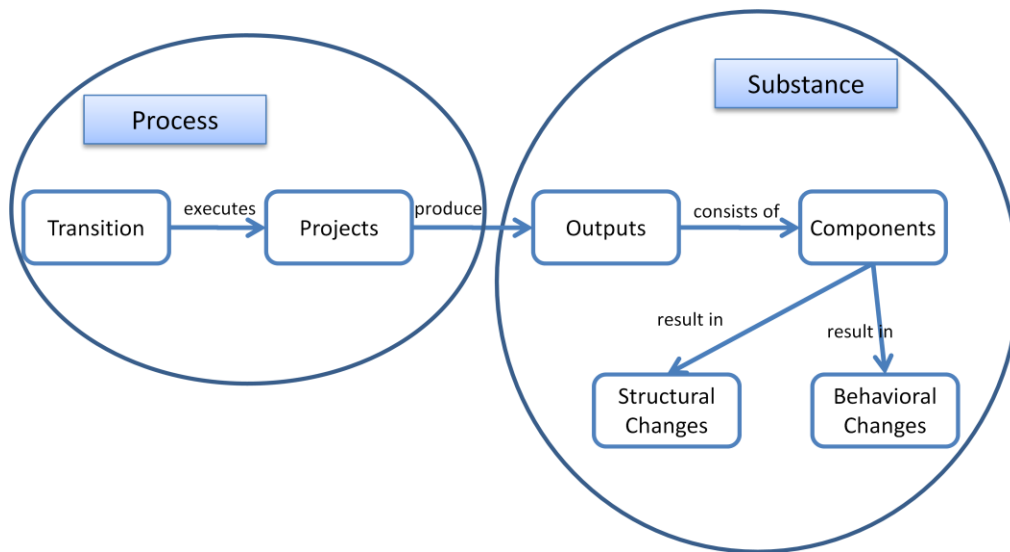 Substance
Process
executes
produce
consists of
Transition
Projects
Outputs
Components
result in
result in
Structural
Changes
Behavioral
Changes